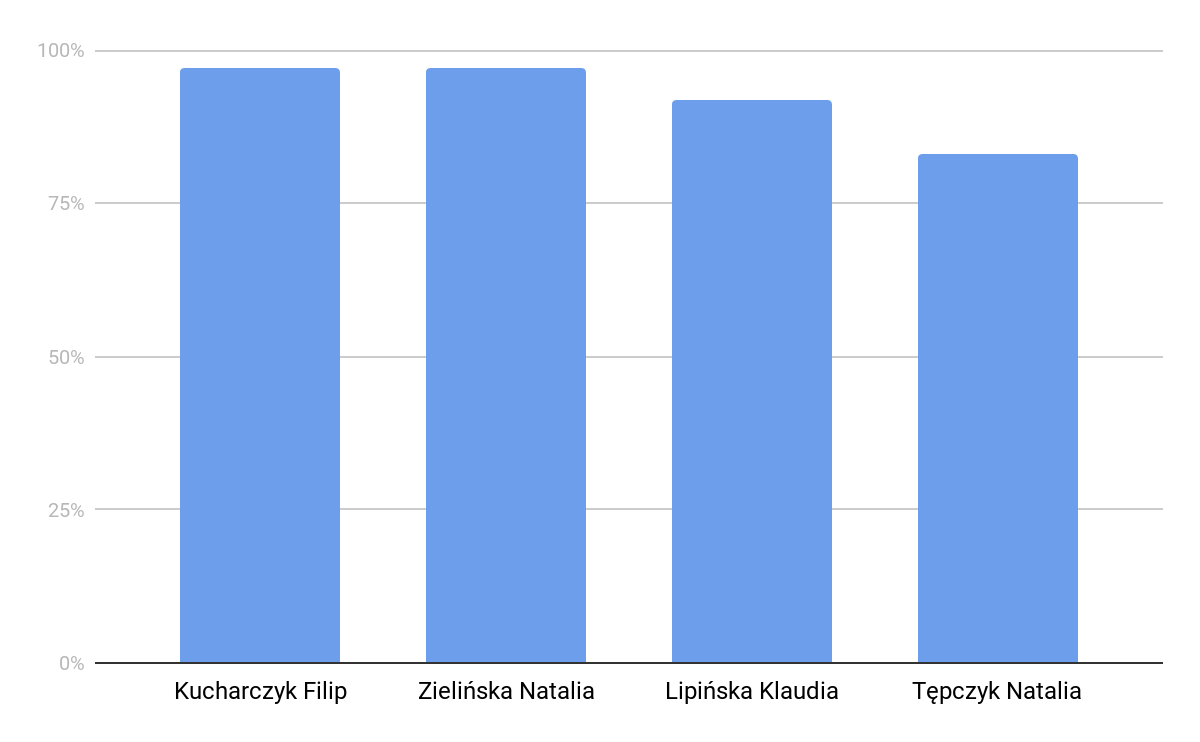 100%
75%
50%
25%
0%
Kucharczyk Filip
Zielińska Natalia
Lipińska Klaudia
Tępczyk Natalia